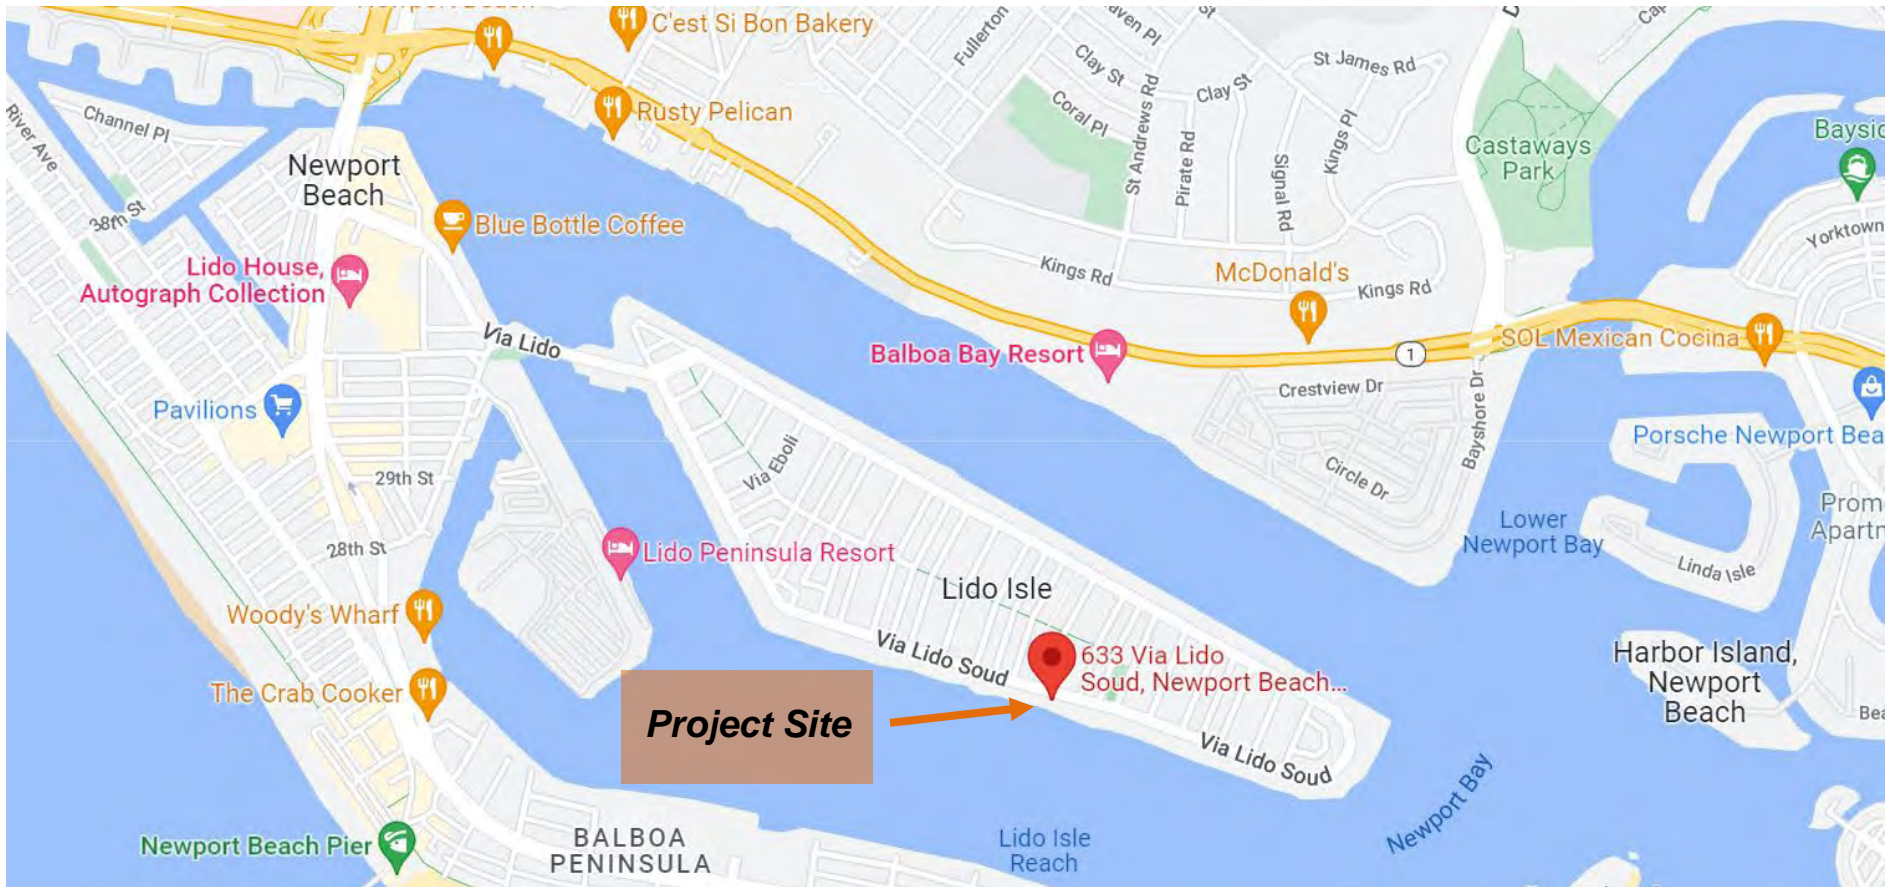 Newport Beach
C'est Si Bon Bakery
Fullerton
Clay St
St James Rd
Clay St
Coral Pl
St Andrews Rd
Pirate Rd
Signal Rd
Kings Pl
Castaways
Park
Rusty Pelican
River Ave
Channel Pl
Newport
Beach
38th St
Blue Bottle Coffee
Lido House,
Autograph Collection
Kings Rd
McDonald's
Kings Rd
Yorktown
Via Lido
Balboa Bay Resort
1
SOL Mexican Cocina
Pavilions
Crestview Dr
Bayshore Dr
Porsche Newport Bea
Via Eboli
29th St
Circle Dr
28th St
Lower
Newport Bay
Prom
Apartn
Lido Peninsula Resort
Linda Isle
Lido Isle
Woody's Wharf
Via Lido Soud
633 Via Lido
Soud, Newport Beach...
Harbor Island,
Newport
Beach
The Crab Cooker
Project Site
Via Lido Soud
Bea
Newport Bay
Newport Beach Pier
BALBOA
PENINSULA
Lido Isle
Reach